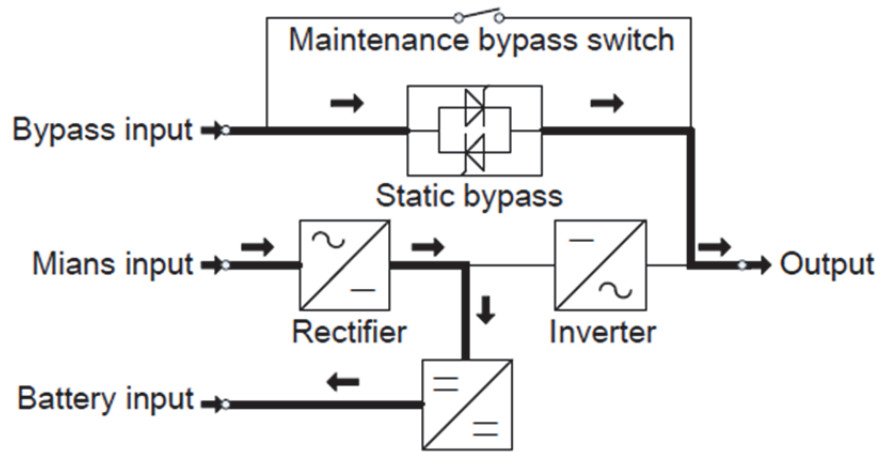 Maintenance bypass switch
Bypass input
Static bypass
Mians input
Output
Rectifier
Inverter
Battery input